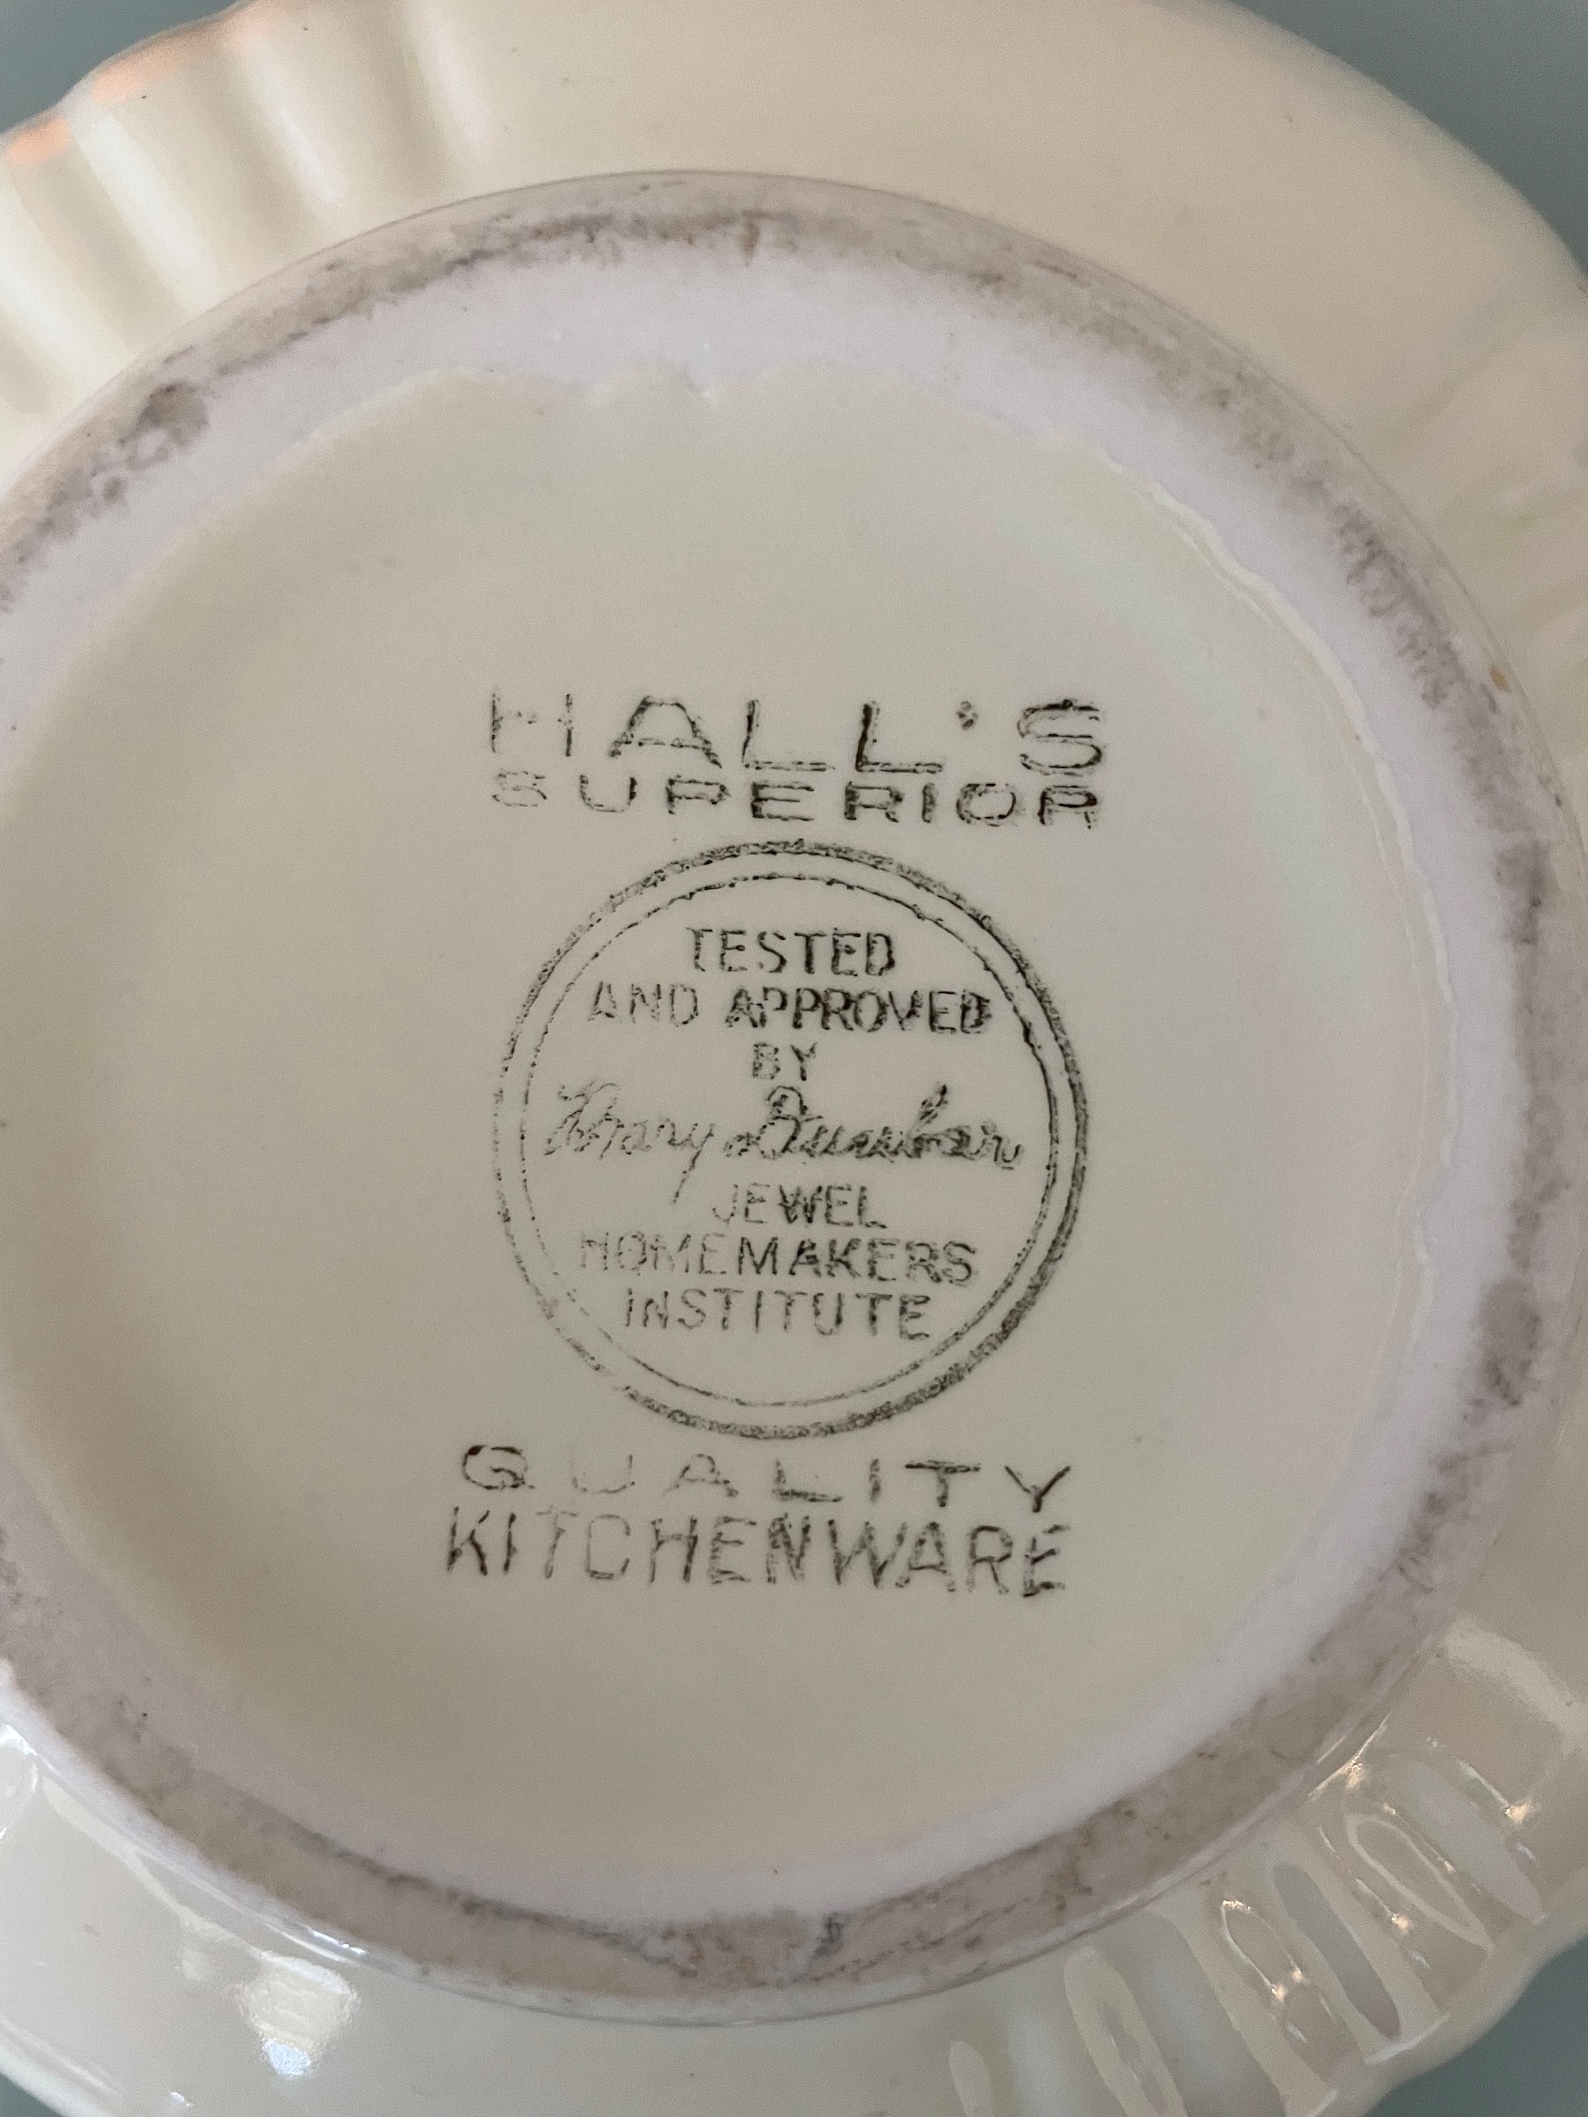 HALL'S
SUPERIOR
TESTED
AND APPROVED
BY
Mary Dunbar
JEWEL
HOMEMAKERS
INSTITUTE
QUALITY
KITCHENWARE